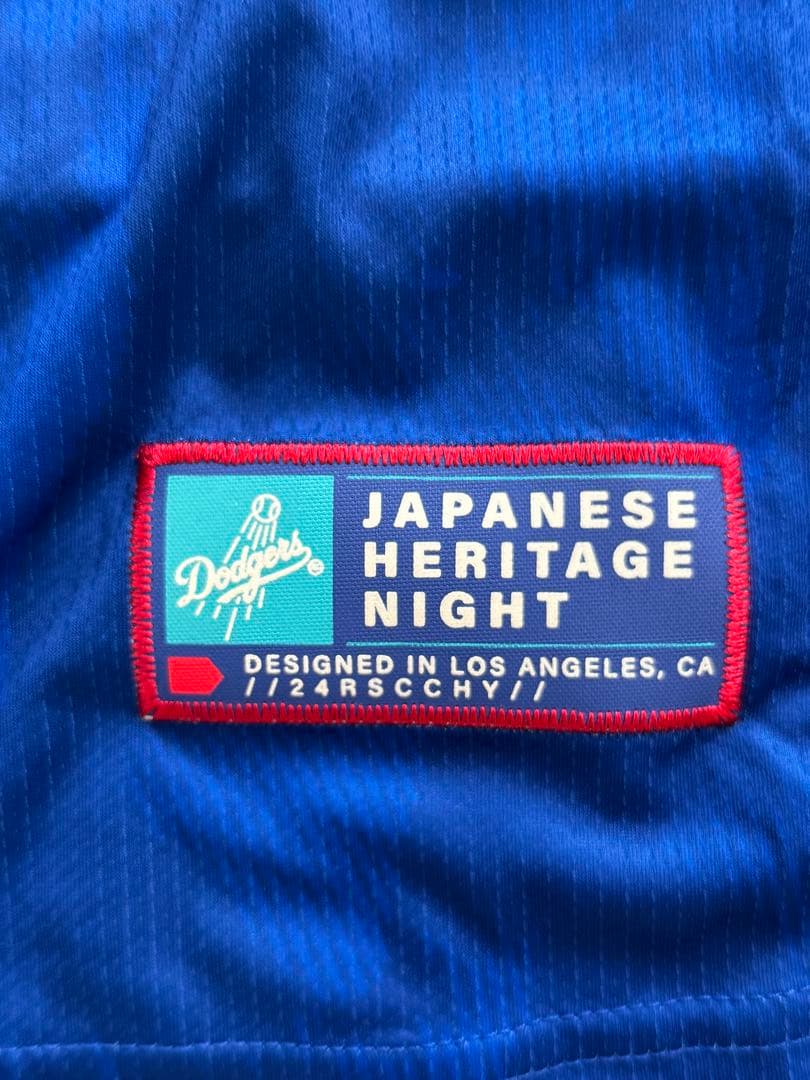 Dodgers
JAPANESE
HERITAGE
NIGHT
DESIGNED IN LOS ANGELES, CA
//24RSCCHY//